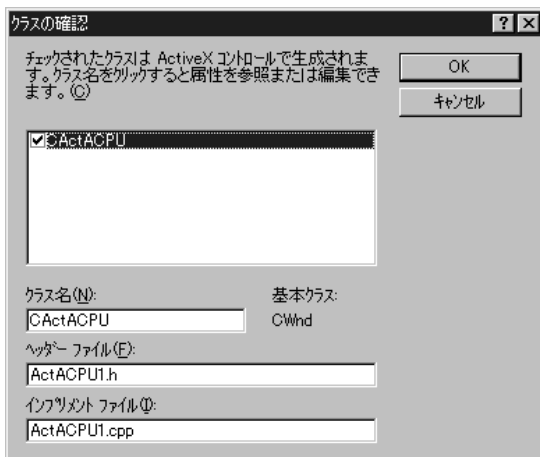 クラスの確認
チェックされたクラスは ActiveX コントロールで生成されま
す。クラス名をクリックすると属性を参照または編集でき
ます。(C)
OK
キャンセル
CActACPU
クラス名(N):
基本クラス:
CActACPU
CWnd
ヘッダー ファイル(F):
ActACPU1.h
インプリメント ファイル(I):
ActACPU1.cpp